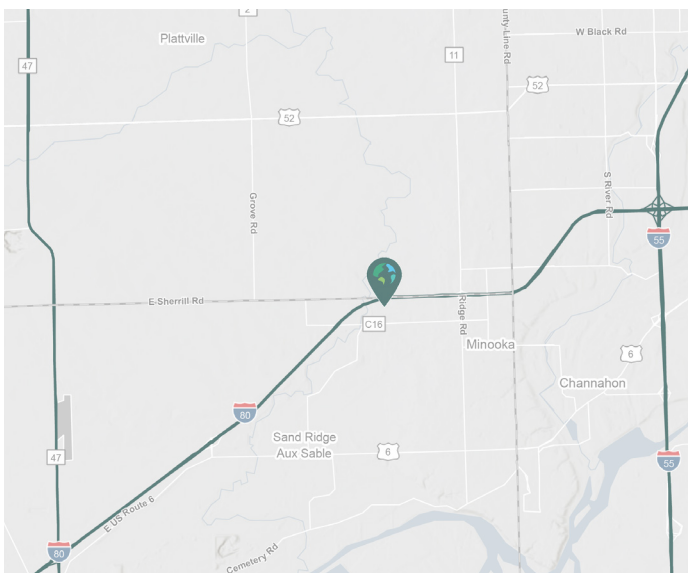 2
Plattville
47
11
unty-Line Rd
W Black Rd
52
52
Grove Rd
S River Rd
55
E Sherrill Rd
C16
Ridge Rd
Minooka
6
Channahon
80
Sand Ridge
Aux Sable
6
47
55
E US Route 6
80
Cemetery Rd